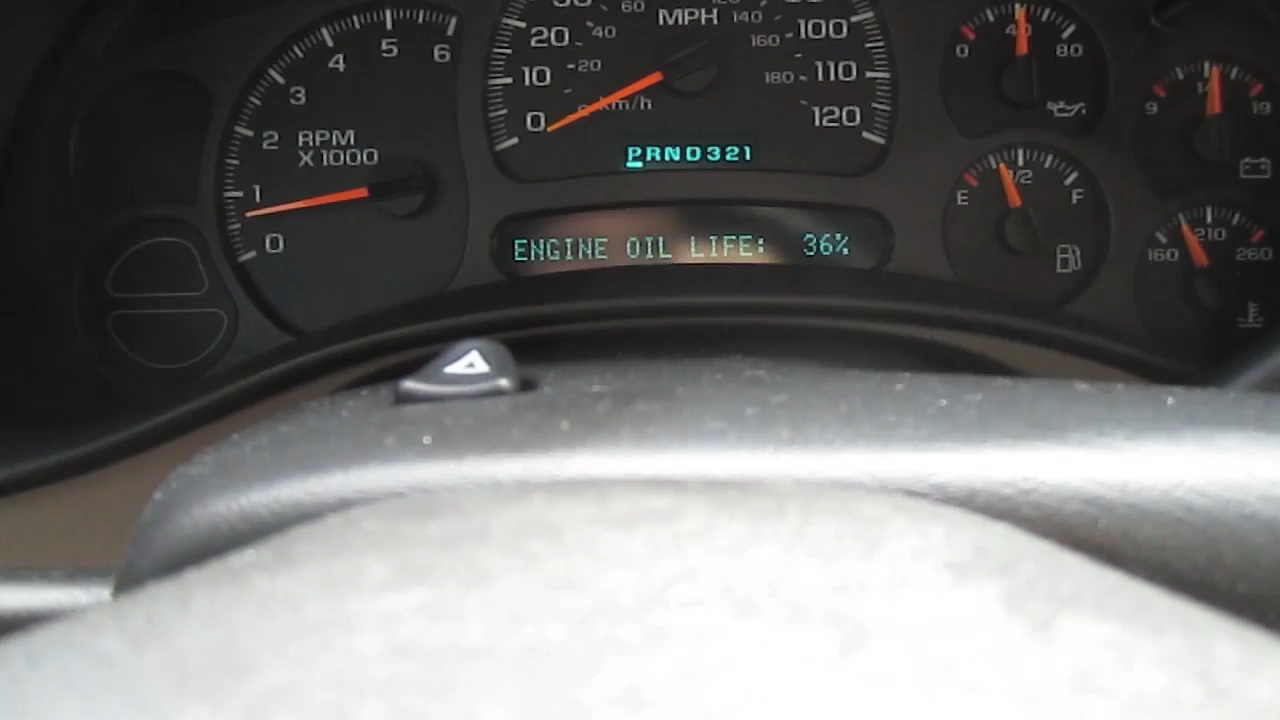 1 2 3 4 5 6
RPM
X1000
0
MPH
60 140
20 40 160 100
10 20 180 110
0 km/h 120
PRND321
ENGINE OIL LIFE: 36%
0 40 80
9 19
E 1/2 F
160 210 260